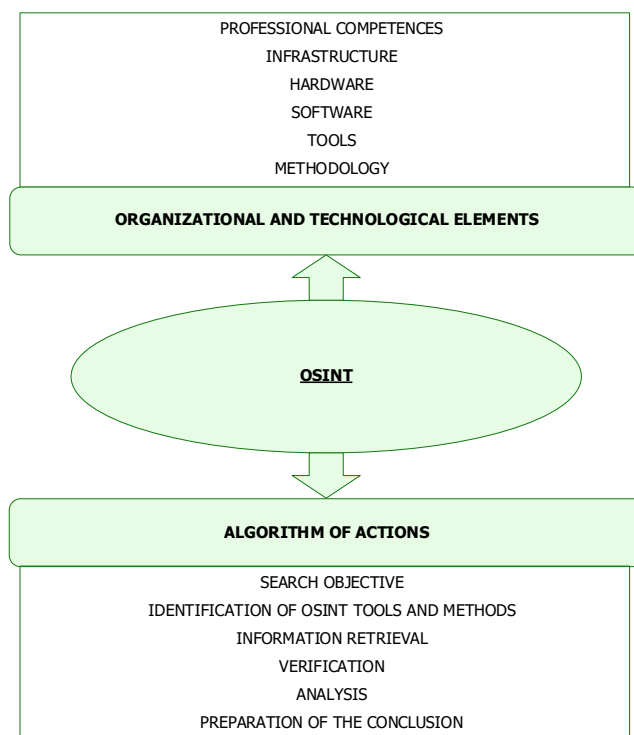 PROFESSIONAL COMPETENCES
INFRASTRUCTURE
HARDWARE
SOFTWARE
TOOLS
METHODOLOGY
ORGANIZATIONAL AND TECHNOLOGICAL ELEMENTS
OSINT
ALGORITHM OF ACTIONS
SEARCH OBJECTIVE
IDENTIFICATION OF OSINT TOOLS AND METHODS
INFORMATION RETRIEVAL
VERIFICATION
ANALYSIS
PREPARATION OF THE CONCLUSION